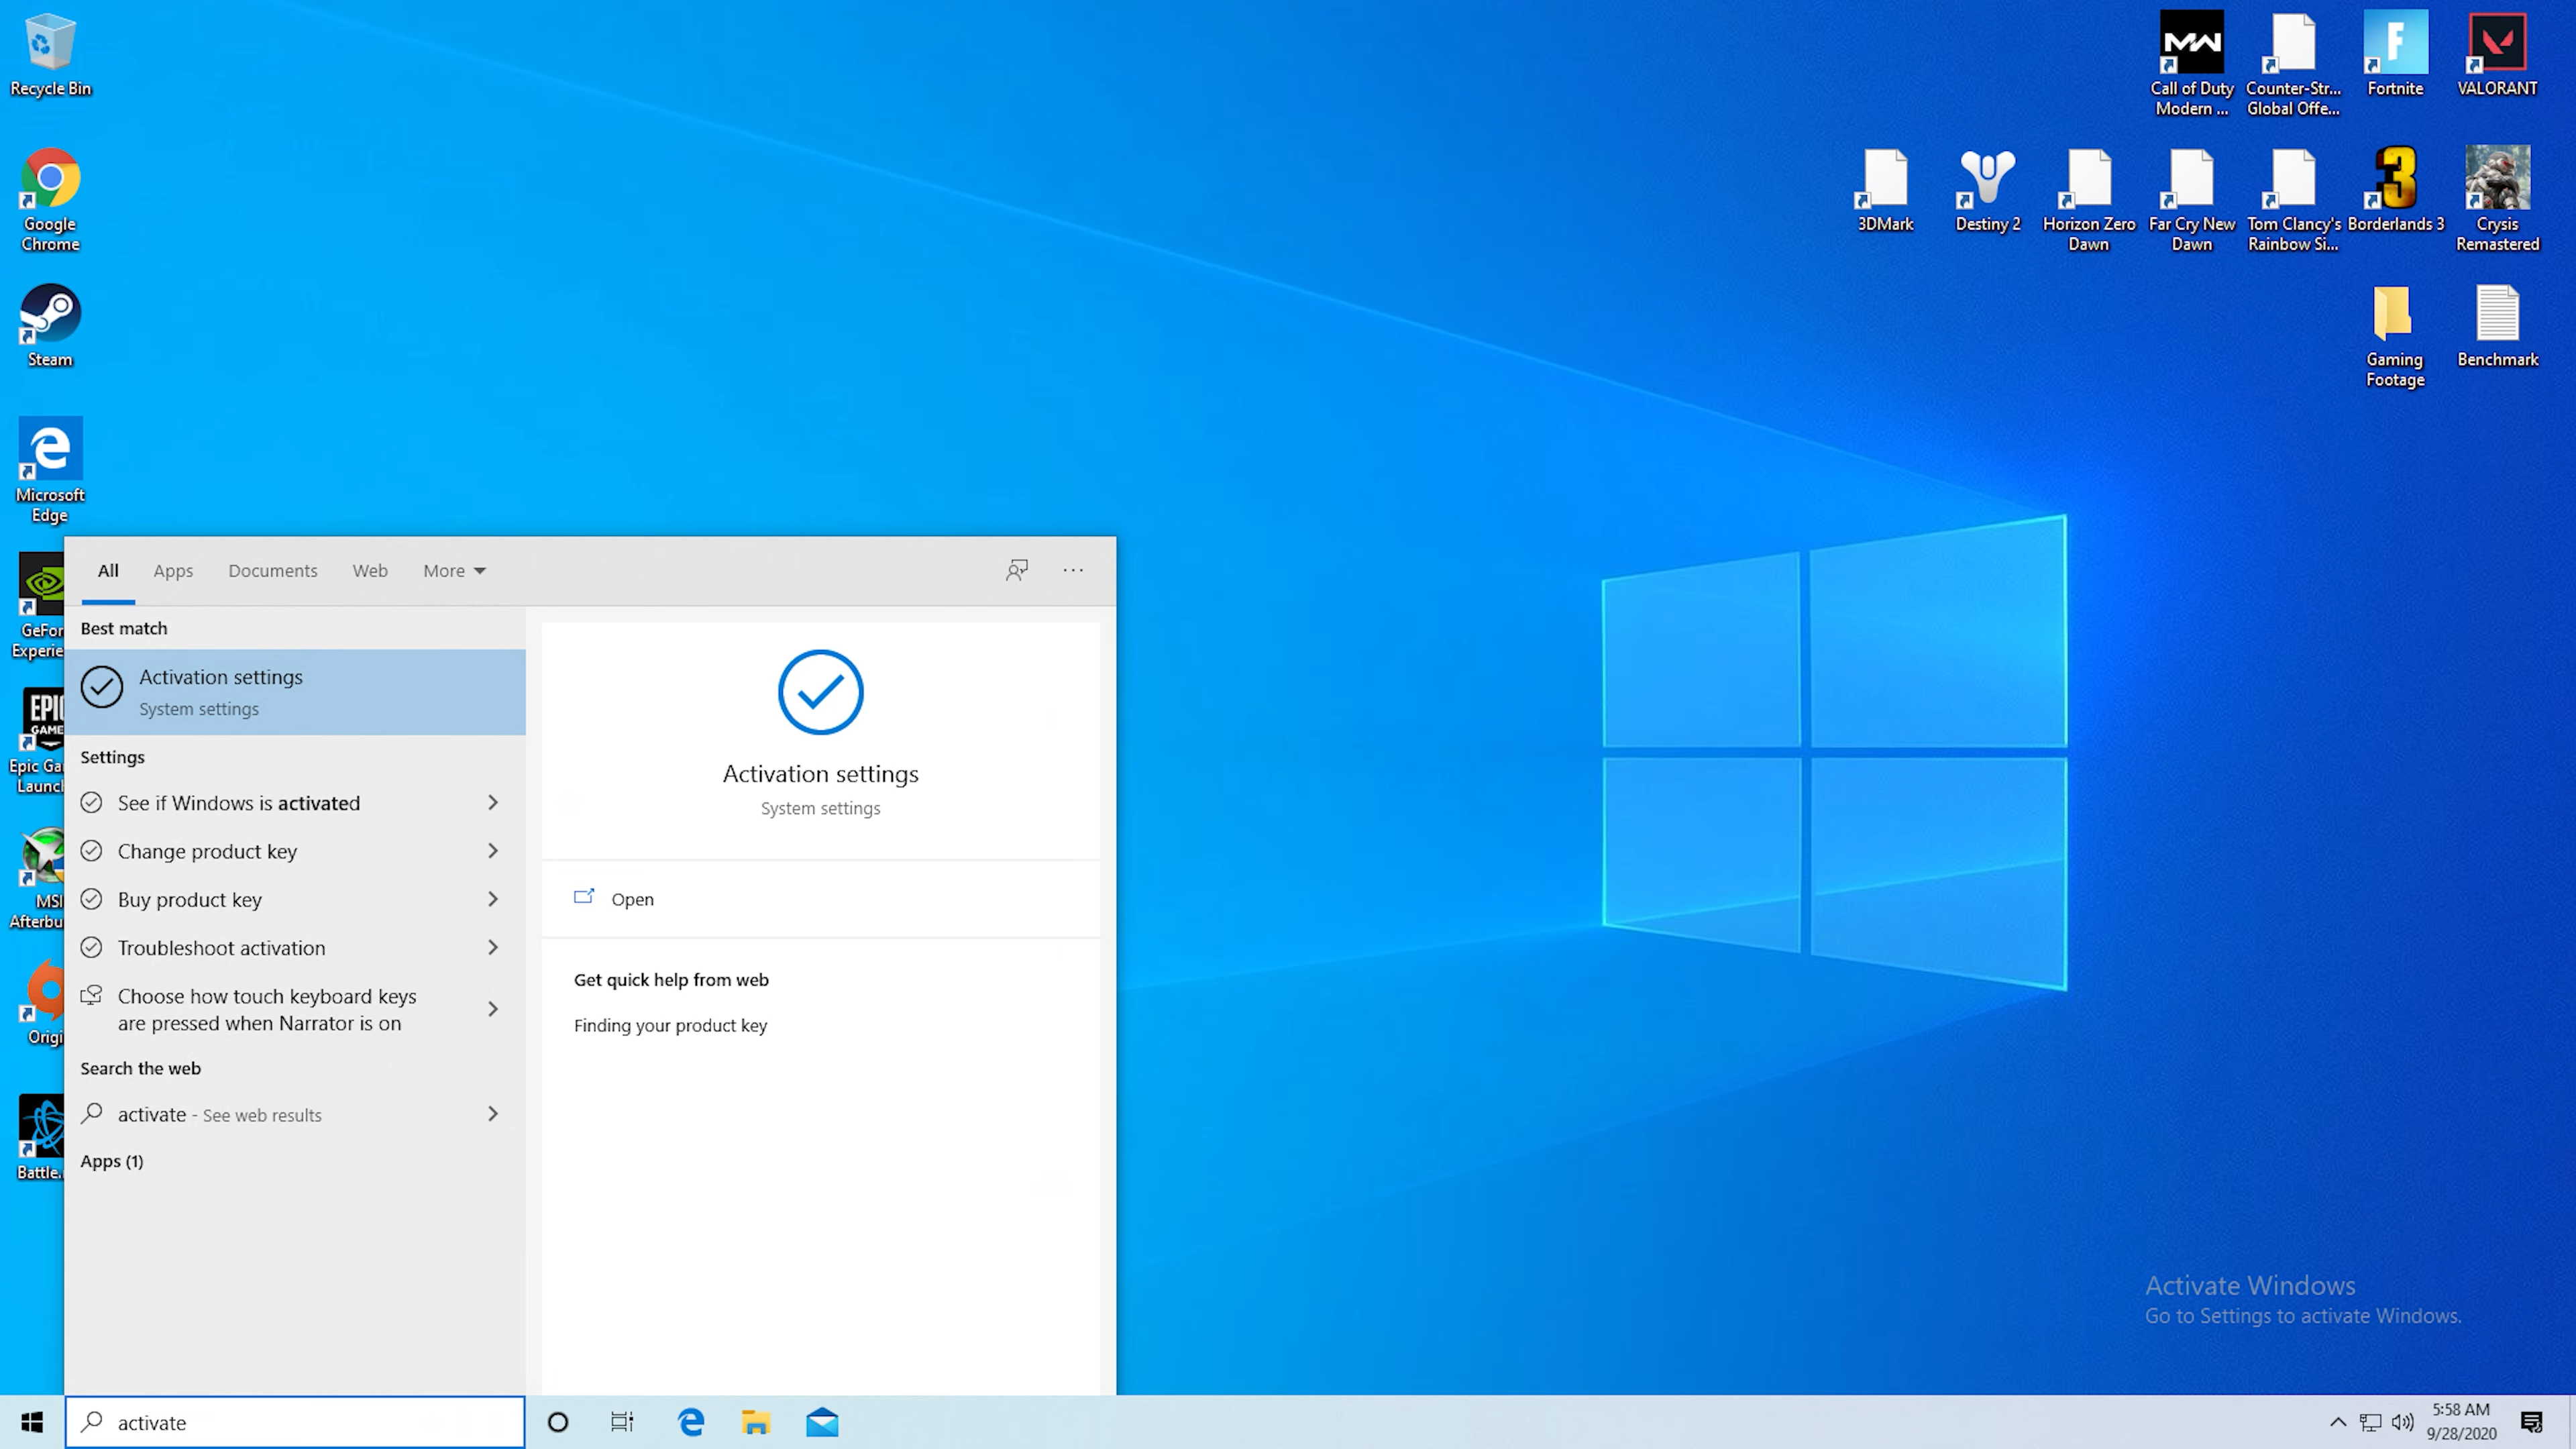 Recycle Bin
Google
Chrome
Steam
Microsoft
Edge
GeFor
Experie
EPIC
GAME
Epic Ga
Launc
MSI
Afterbu
Origi
Battle.
MW
Call of Duty
Modern ...
Counter-Str...
Global Offe...
F
Fortnite
VALORANT
3DMark
Destiny 2
Horizon Zero
Dawn
Far Cry New
Dawn
Tom Clancy's
Rainbow Si...
3
Borderlands 3
Crysis
Remastered
Gaming
Footage
Benchmark
All
Apps
Documents
Web
More
Best match
Activation settings
System settings
Settings
See if Windows is activated
Change product key
Buy product key
Troubleshoot activation
Choose how touch keyboard keys
are pressed when Narrator is on
Search the web
activate - See web results
Apps (1)
Activation settings
System settings
Open
Get quick help from web
Finding your product key
Activate Windows
Go to Settings to activate Windows.
activate
5:58 AM
9/28/2020